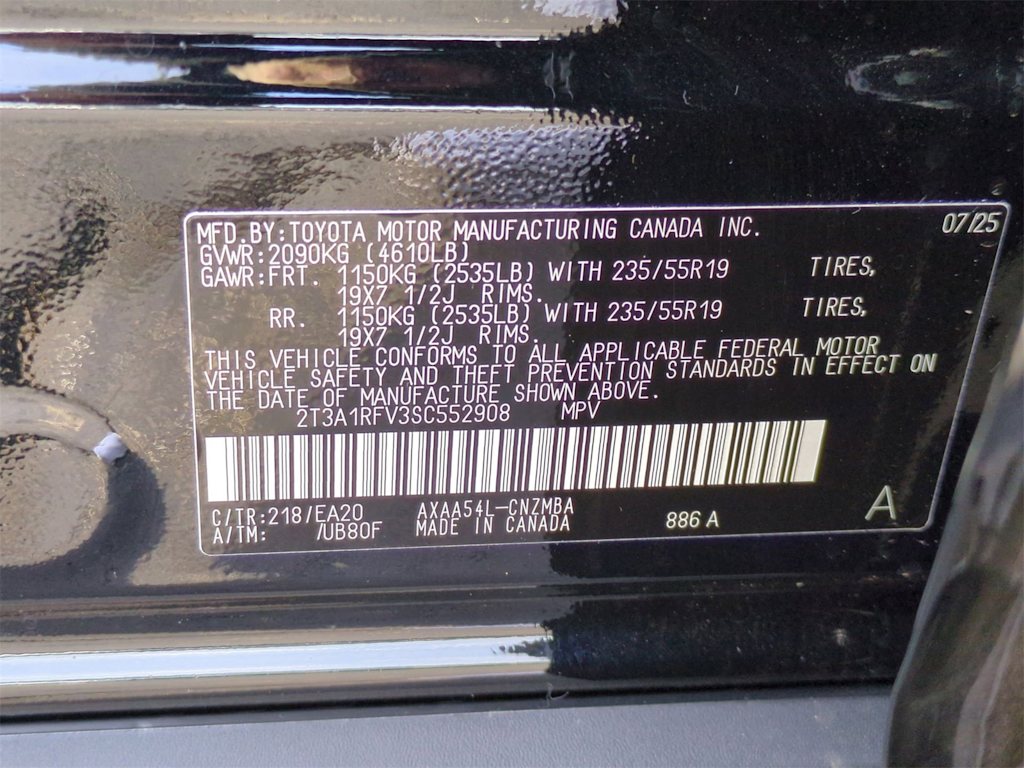 MFD.BY:TOYOTA MOTOR MANUFACTURING CANADA INC. 07/25
GVWR:2090KG (4610LB)
GAWR:FRT. 1150KG (2535LB) WITH 235/55R19 TIRES,
19X7 1/2J RIMS.
RR. 1150KG (2535LB) WITH 235/55R19 TIRES,
19X7 1/2J RIMS.
THIS VEHICLE CONFORMS TO ALL APPLICABLE FEDERAL MOTOR
VEHICLE SAFETY AND THEFT PREVENTION STANDARDS IN EFFECT ON
THE DATE OF MANUFACTURE SHOWN ABOVE.
2T3A1RFV3SC552908 MPV
C/TR:218/EA20 AXAA54L-CNZMBA
A/TM: /UB80F MADE IN CANADA 886 A A